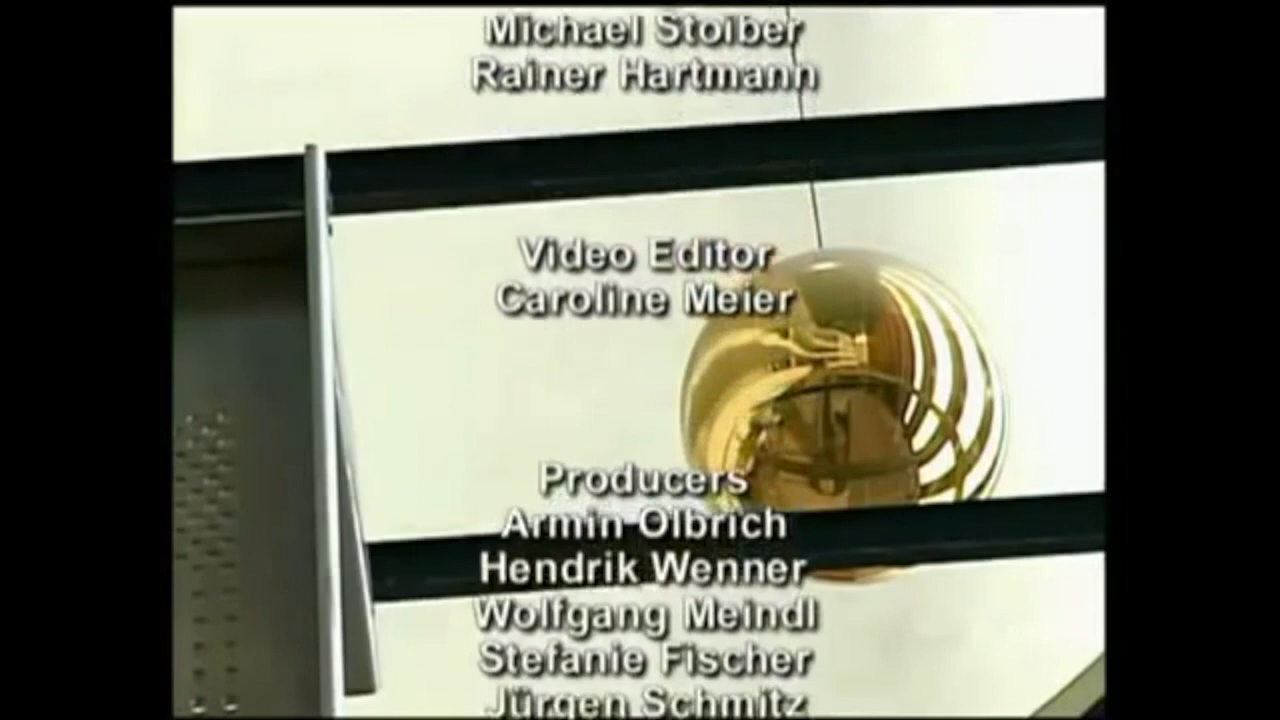 Michael Stoiber
Rainer Hartmann
Video Editor
Caroline Meier
Producers
Armin Olbrich
Hendrik Wenner
Wolfgang Meindl
Stefanie Fischer
Jürgen Schmitz